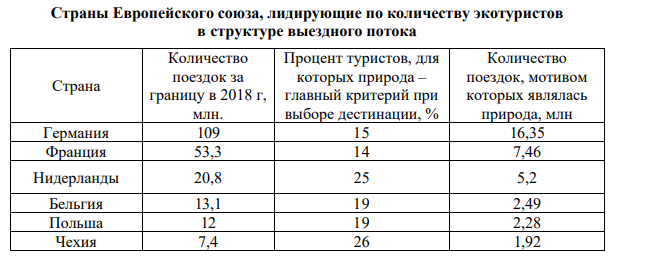 Страны Европейского союза, лидирующие по количеству экотуристов
в структуре выездного потока
Страна
Количество
поездок за
границу в 2018 г,
млн.
Процент туристов, для
которых природа –
главный критерий при
выборе дестинации, %
Количество
поездок, мотивом
которых являлась
природа, млн
Германия 109 15 16,35
Франция 53,3 14 7,46
Нидерланды 20,8 25 5,2
Бельгия 13,1 19 2,49
Польша 12 19 2,28
Чехия 7,4 26 1,92